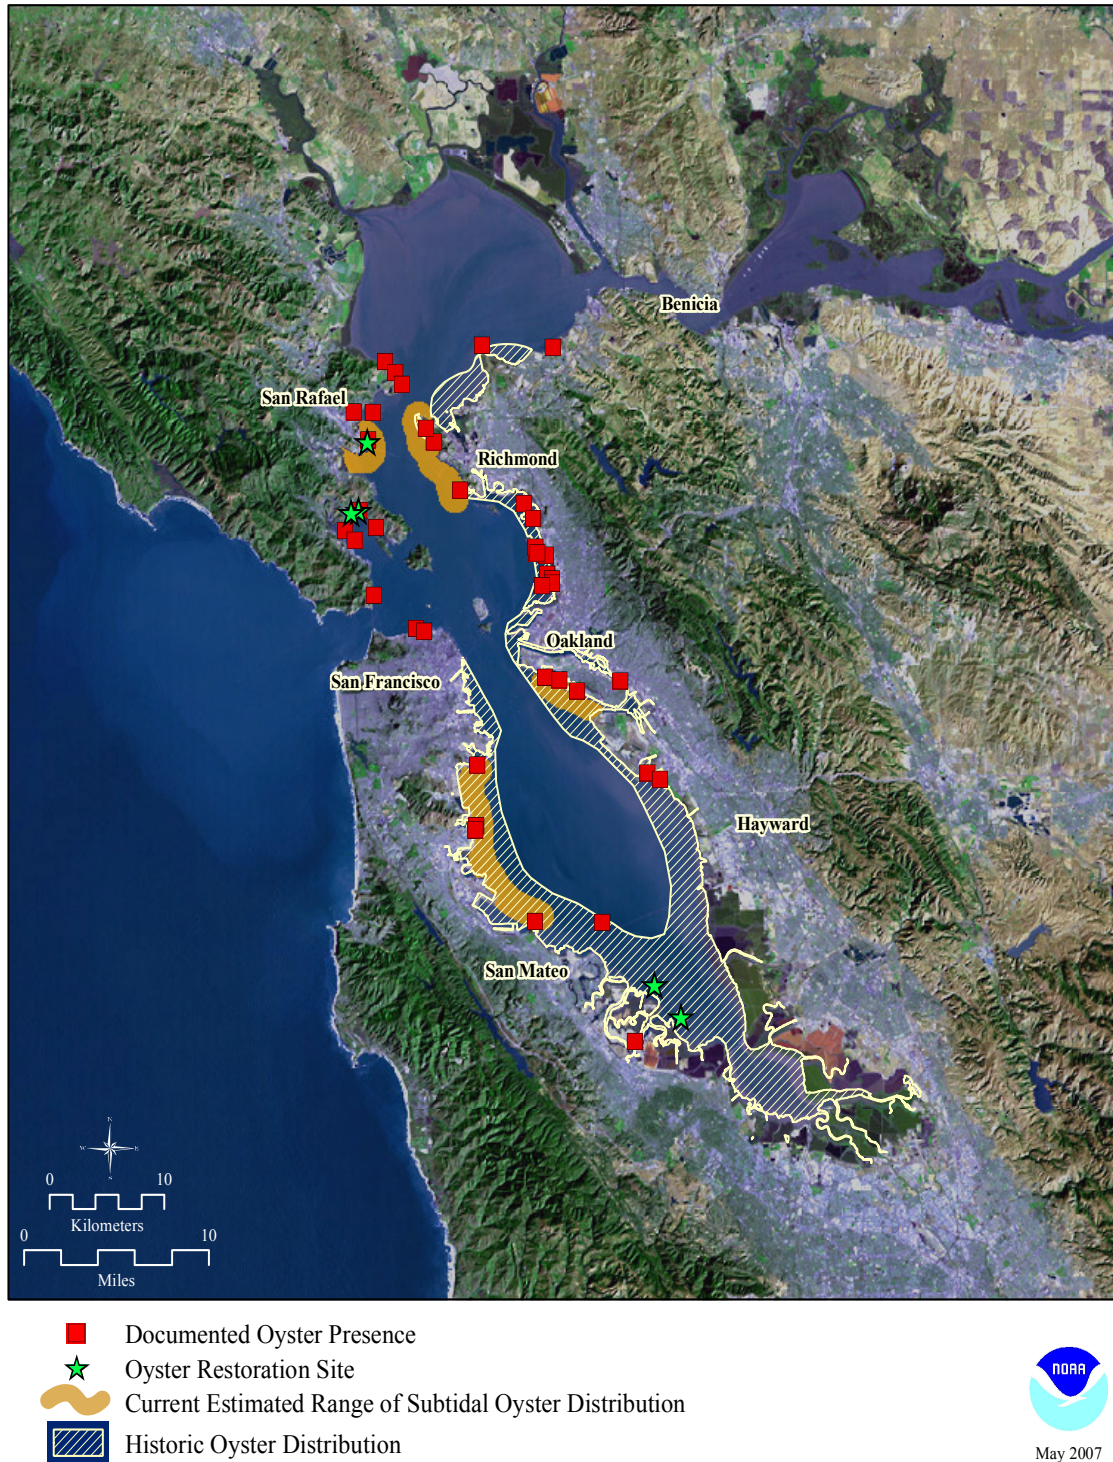 Benicia
San Rafael
Richmond
Oakland
San Francisco
Hayward
San Mateo
N
W E
S
0 10
Kilometers
0 10
Miles
Documented Oyster Presence
Oyster Restoration Site
Current Estimated Range of Subtidal Oyster Distribution
Historic Oyster Distribution
NOAA
May 2007